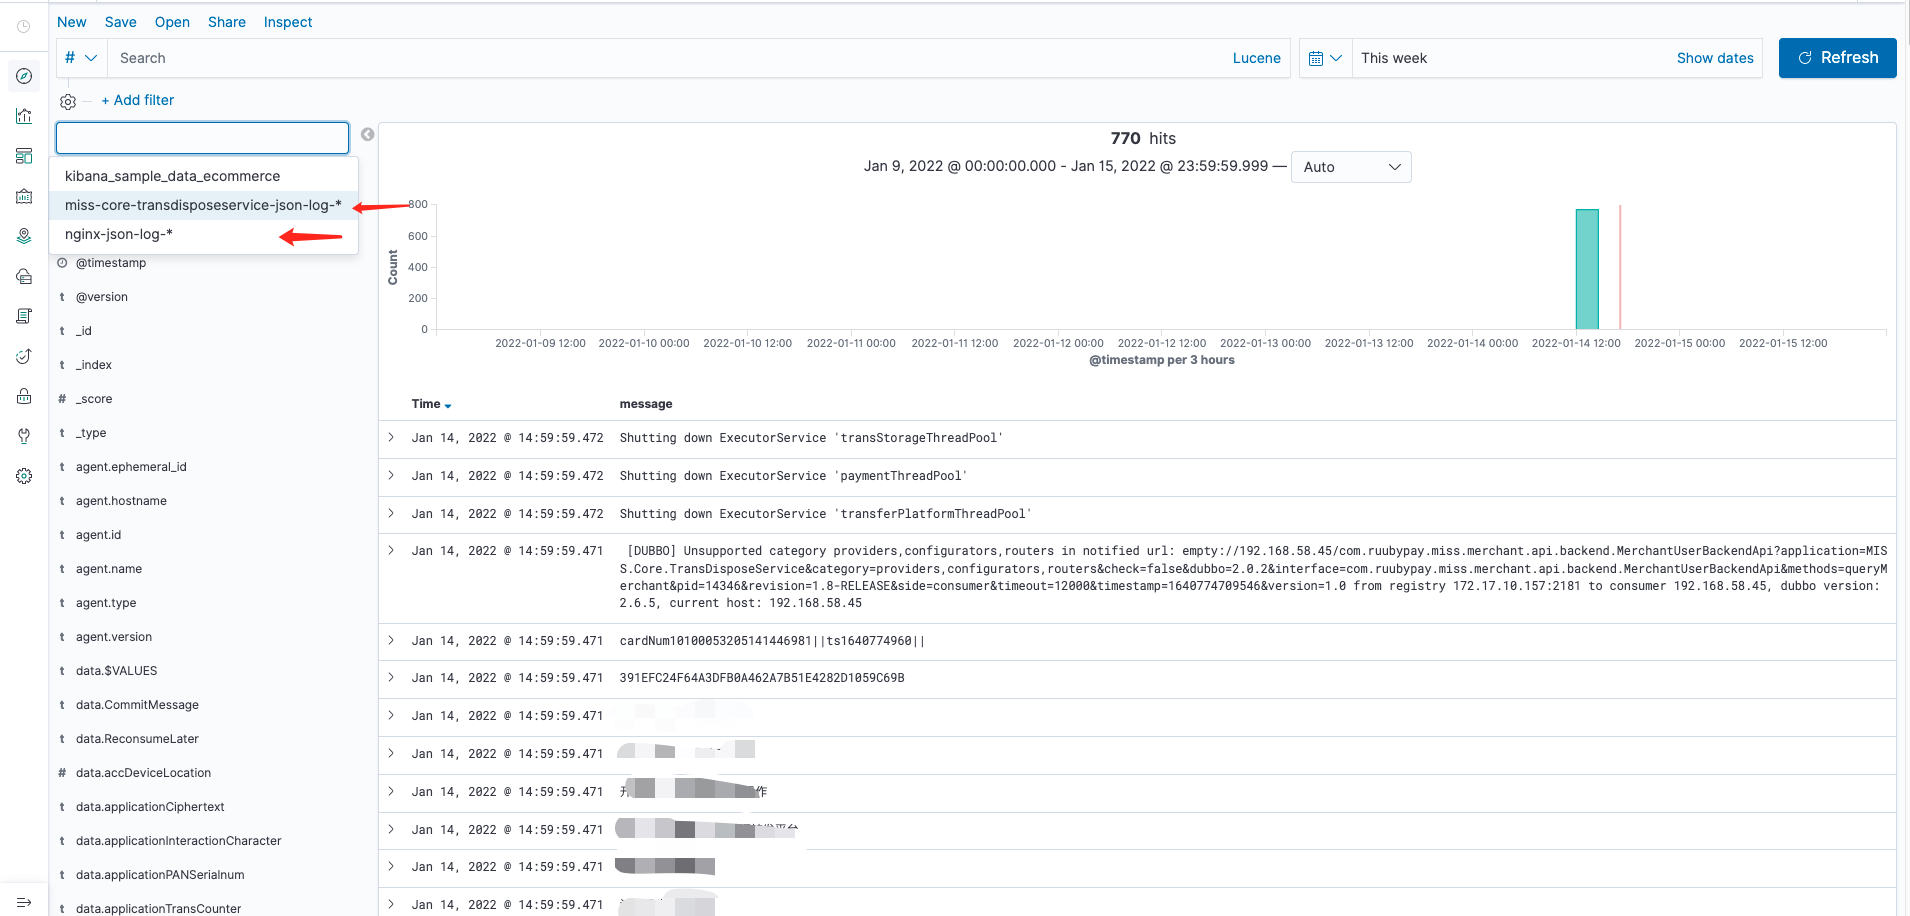 New Save Open Share Inspect
# Search Lucene This week Show dates Refresh
+ Add filter
kibana_sample_data_ecommerce
miss-core-transdisposeservice-json-log-*
nginx-json-log-*
@timestamp
t @version
t _id
t _index
# _score
t _type
t agent.ephemeral_id
t agent.hostname
t agent.id
t agent.name
t agent.type
t agent.version
t data.$VALUES
t data.CommitMessage
t data.ReconsumeLater
# data.accDeviceLocation
t data.applicationCiphertext
t data.applicationInteractionCharacter
t data.applicationPANSerialnum
t data.applicationTransCounter
770 hits
Jan 9, 2022 @ 00:00:00.000 - Jan 15, 2022 @ 23:59:59.999 — Auto
800
600
400
200
0
Count
2022-01-09 12:00 2022-01-10 00:00 2022-01-10 12:00 2022-01-11 00:00 2022-01-11 12:00 2022-01-12 00:00 2022-01-12 12:00 2022-01-13 00:00 2022-01-13 12:00 2022-01-14 00:00 2022-01-14 12:00 2022-01-15 00:00 2022-01-15 12:00
@timestamp per 3 hours
Time message
Jan 14, 2022 @ 14:59:59.472 Shutting down ExecutorService 'transStorageThreadPool'
Jan 14, 2022 @ 14:59:59.472 Shutting down ExecutorService 'paymentThreadPool'
Jan 14, 2022 @ 14:59:59.472 Shutting down ExecutorService 'transferPlatformThreadPool'
Jan 14, 2022 @ 14:59:59.471 [DUBBO] Unsupported category providers,configurators,routers in notified url: empty://192.168.58.45/com.ruubypay.miss.merchant.api.backend.MerchantUserBackendApi?application=MIS
S.Core.TransDisposeService&category=providers,configurators,routers&check=false&dubbo=2.0.2&interface=com.ruubypay.miss.merchant.api.backend.MerchantUserBackendApi&methods=queryM
erchant&pid=14346&revision=1.8-RELEASE&side=consumer&timeout=12000&timestamp=1640774709546&version=1.0 from registry 172.17.10.157:2181 to consumer 192.168.58.45, dubbo version:
2.6.5, current host: 192.168.58.45
Jan 14, 2022 @ 14:59:59.471 cardNum10100053205141446981||ts1640774960||
Jan 14, 2022 @ 14:59:59.471 391EFC24F64A3DFB0A462A7B51E4282D1059C69B
Jan 14, 2022 @ 14:59:59.471
Jan 14, 2022 @ 14:59:59.471
Jan 14, 2022 @ 14:59:59.471 开 作
Jan 14, 2022 @ 14:59:59.471
Jan 14, 2022 @ 14:59:59.471
Jan 14, 2022 @ 14:59:59.471